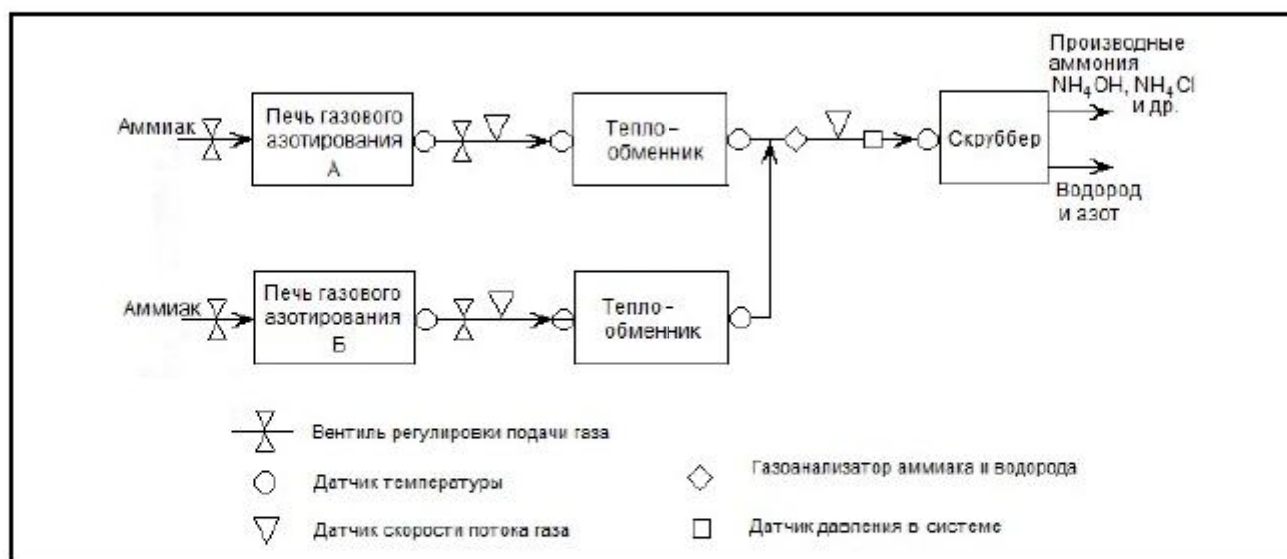 Производные
аммония
NH4OH, NH4Cl
и др.
Аммиак
Печь газового
азотирования
А
Тепло-
обменник
Скруббер
Водород
и азот
Аммиак
Печь газового
азотирования
Б
Тепло-
обменник
Вентиль регулировки подачи газа
Датчик температуры
Газоанализатор аммиака и водорода
Датчик скорости потока газа
Датчик давления в системе